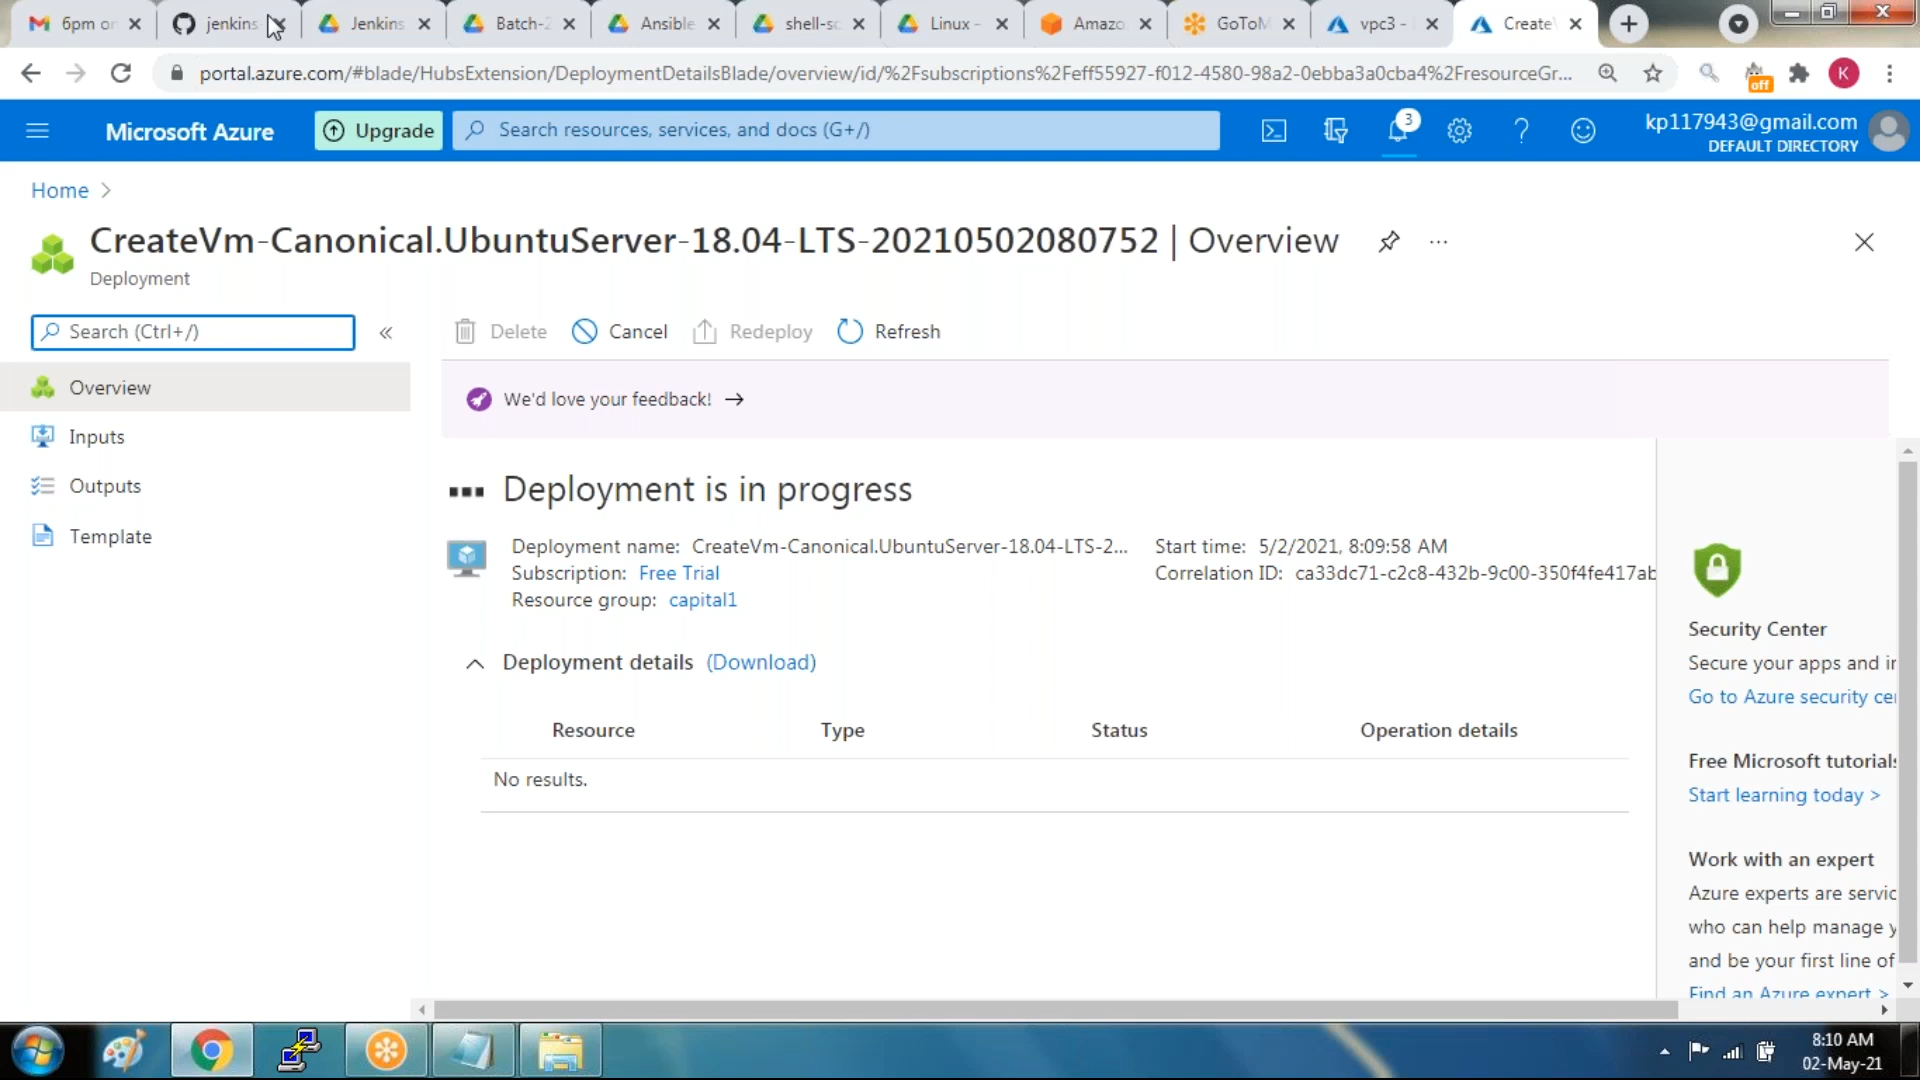 6pm on
jenkins
Jenkins
Batch-2
Ansible
shell-sc
Linux -
Amazo
GoToM
vpc3 -
Create
portal.azure.com/#blade/HubsExtension/DeploymentDetailsBlade/overview/id/%2Fsubscriptions%2Feff55927-f012-4580-98a2-0ebba3a0cba4%2FresourceGr...
off
K
Microsoft Azure
Upgrade
Search resources, services, and docs (G+/)
3
kp117943@gmail.com
DEFAULT DIRECTORY
Home >
CreateVm-Canonical.UbuntuServer-18.04-LTS-20210502080752 | Overview
Deployment
Search (Ctrl+/)
«
Delete
Cancel
Redeploy
Refresh
Overview
Inputs
Outputs
Template
We'd love your feedback! →
Deployment is in progress
Deployment name: CreateVm-Canonical.UbuntuServer-18.04-LTS-2...
Subscription: Free Trial
Resource group: capital1
Start time: 5/2/2021, 8:09:58 AM
Correlation ID: ca33dc71-c2c8-432b-9c00-350f4fe417ab
Deployment details (Download)
Resource Type Status Operation details
No results.
Security Center
Secure your apps and in
Go to Azure security cen
Free Microsoft tutorials
Start learning today >
Work with an expert
Azure experts are servic
who can help manage y
and be your first line of
Find an Azure expert >
8:10 AM
02-May-21